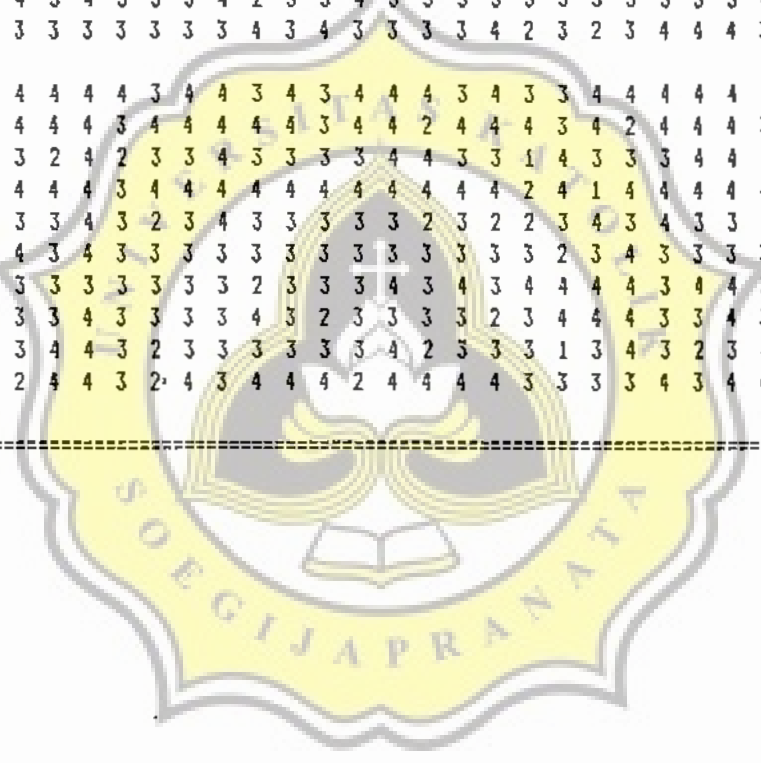 3 3 3 3 3 3 3 4 3 4 3 3 3 3 4 2 3 2 3 4 4 4
4 4 4 4 3 4 4 3 4 3 4 4 4 3 4 3 3 4 4 4 4 4
4 4 4 3 4 4 4 4 4 3 4 4 2 4 4 4 3 4 2 4 4 4
3 2 4 2 3 3 4 3 3 3 3 4 4 3 3 1 4 3 3 3 4 4
4 4 4 3 4 4 4 4 4 4 4 4 4 4 4 2 4 1 4 4 4 4
3 3 4 3 2 3 4 3 3 3 3 3 2 3 2 2 3 4 3 4 3 3
4 3 4 3 3 3 3 3 3 3 3 3 3 3 3 3 2 3 4 3 3 3
3 3 3 3 3 3 3 2 3 3 3 4 3 4 3 4 4 4 4 3 4 4
3 3 4 3 3 3 3 4 3 2 3 3 3 3 2 3 4 4 4 3 3 4
3 4 4 3 2 3 3 3 3 3 3 4 2 3 3 3 1 3 4 3 2 3
2 4 4 3 2 4 3 4 4 4 2 4 4 4 4 3 3 3 3 4 3 4
UNIVERSITAS KATOLIK
SOEGIJAPRANATA